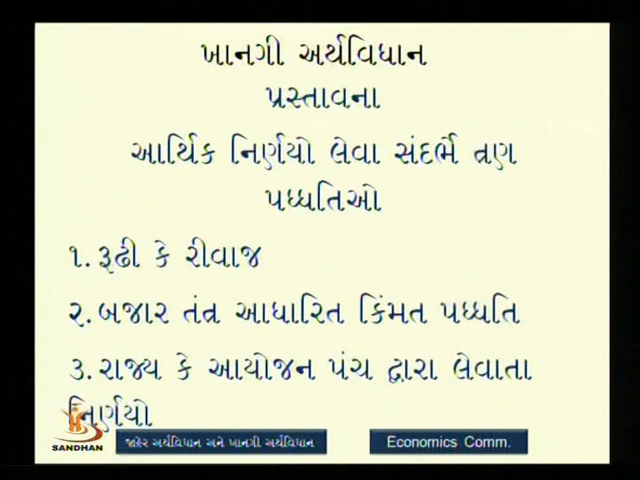 ખાનગી અર્થવિધાન
પ્રસ્તાવના
આર્થિક નિર્ણયો લેવા સંદર્ભે ત્રણ
પધ્ધતિઓ
૧. રૂઢી કે રીવાજ
૨. બજાર તંત્ર આધારિત કિંમત પધ્ધતિ
૩. રાજ્ય કે આયોજન પંચ દ્વારા લેવાતા
નિર્ણયો
SANDHAN
જાહેર અર્થવિધાન અને ખાનગી અર્થવિધાન
Economics Comm.